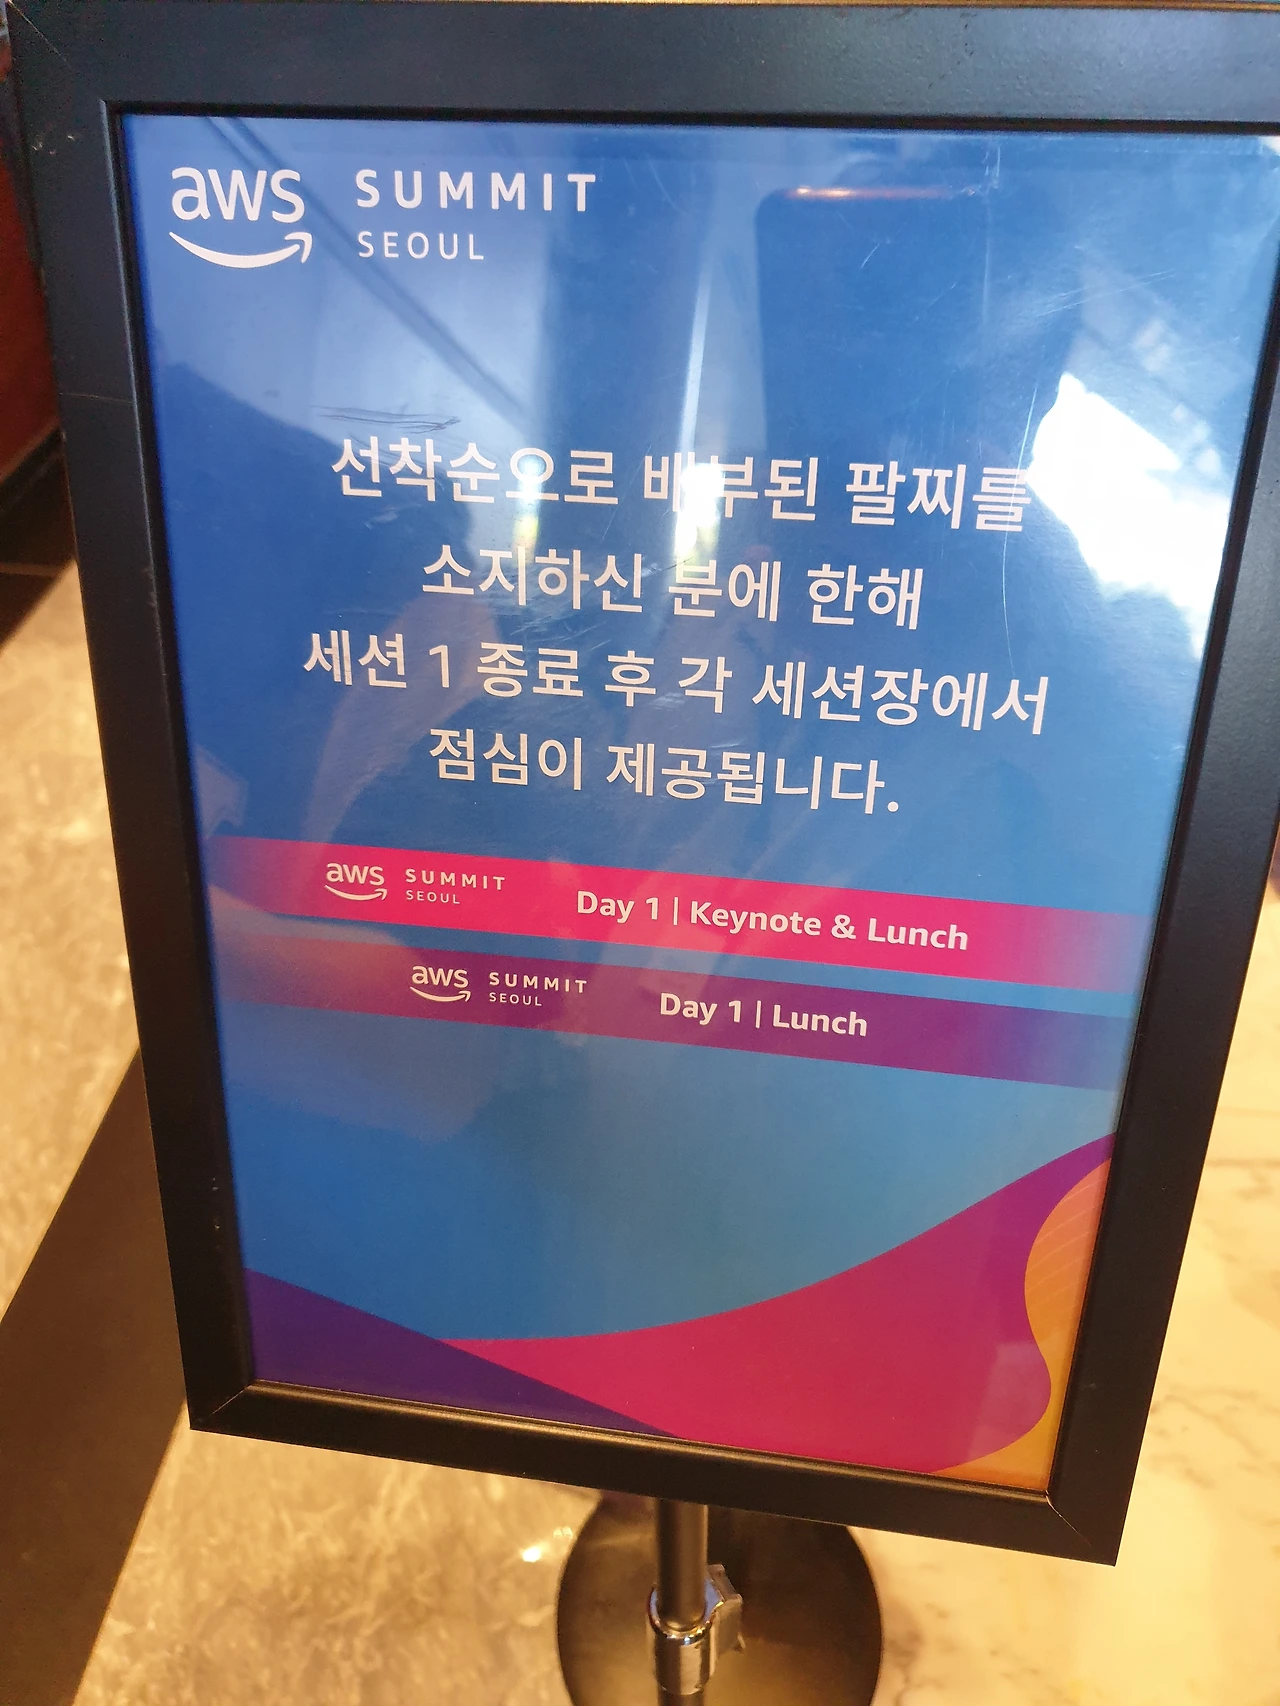 aws SUMMIT
SEOUL
선착순으로 배부된 팔찌를
소지하신 분에 한해
세션 1 종료 후 각 세션장에서
점심이 제공됩니다.
aws SUMMIT SEOUL Day 1 | Keynote & Lunch
aws SUMMIT SEOUL Day 1 | Lunch